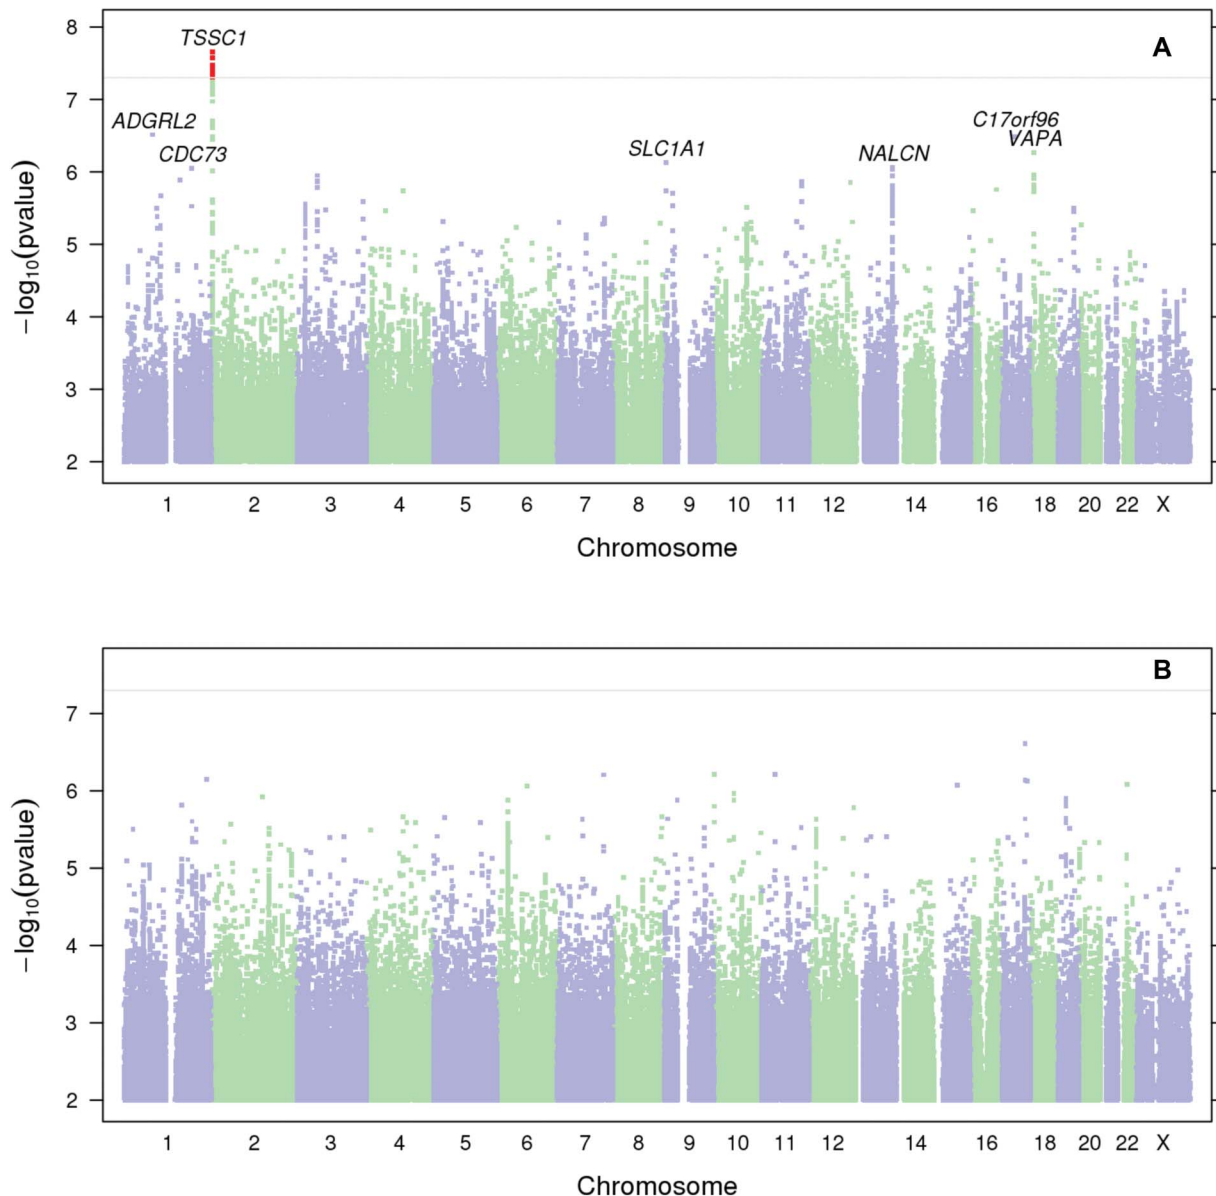 A
8
7
6
5
4
3
2
−log₁₀(pvalue)
TSSC1
ADGRL2
CDC73
SLC1A1
NALCN
C17orf96
VAPA
1 2 3 4 5 6 7 8 9 10 11 12 14 16 18 20 22 X
Chromosome
B
7
6
5
4
3
2
−log₁₀(pvalue)
1 2 3 4 5 6 7 8 9 10 11 12 14 16 18 20 22 X
Chromosome